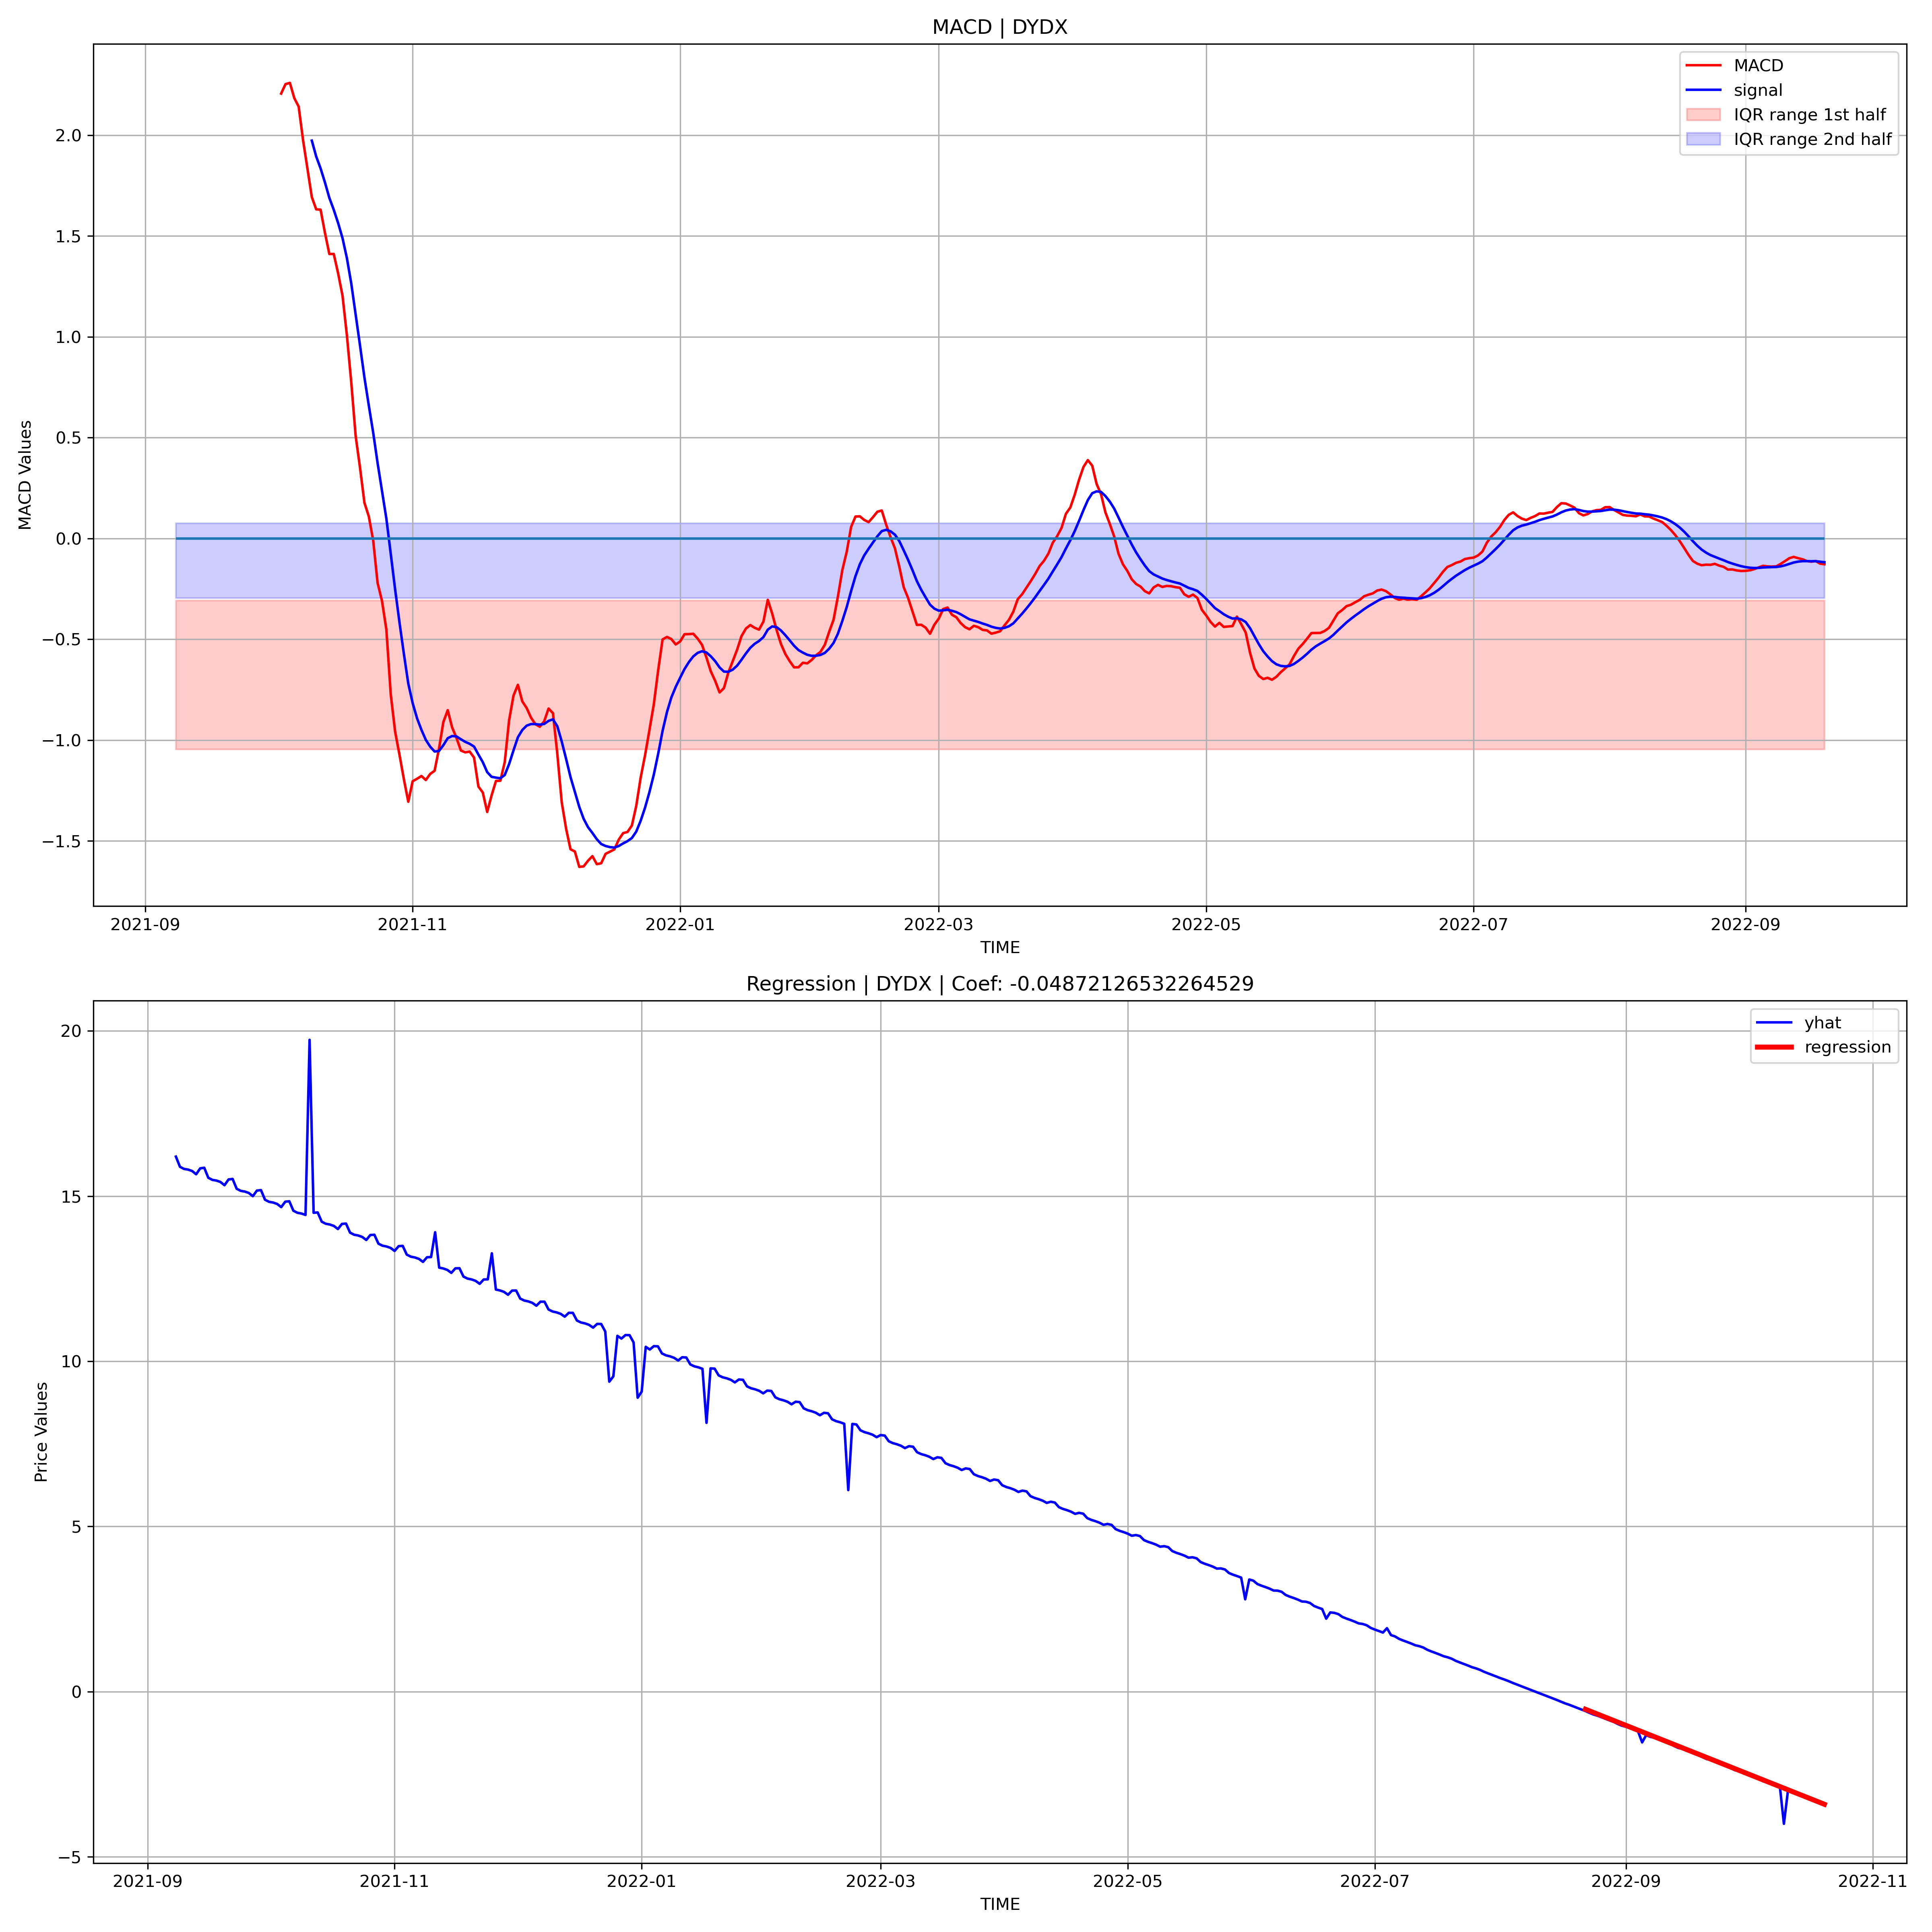 MACD | DYDX
MACD
signal
IQR range 1st half
IQR range 2nd half
MACD Values
2.0
1.5
1.0
0.5
0.0
−0.5
−1.0
−1.5
2021-09 2021-11 2022-01 2022-03 2022-05 2022-07 2022-09
TIME
Regression | DYDX | Coef: -0.04872126532264529
yhat
regression
Price Values
20
15
10
5
0
−5
2021-09 2021-11 2022-01 2022-03 2022-05 2022-07 2022-09 2022-11
TIME